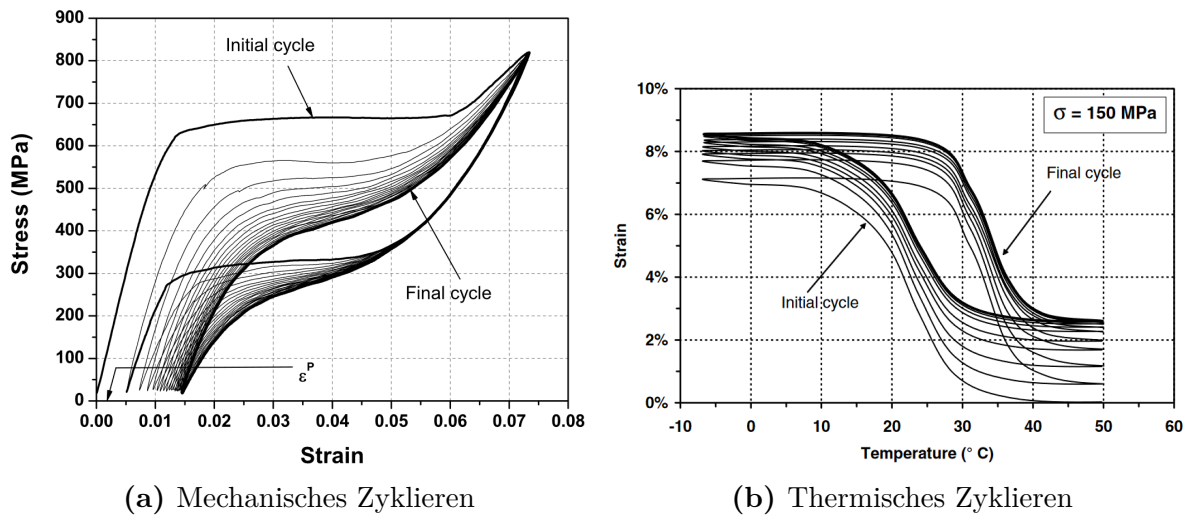 900
800
700
600
500
400
300
200
100
0
Stress (MPa)
Initial cycle
Final cycle
εᴾ
0.00 0.01 0.02 0.03 0.04 0.05 0.06 0.07 0.08
Strain
(a) Mechanisches Zyklieren
10%
8%
6%
4%
2%
0%
Strain
σ = 150 MPa
Final cycle
Initial cycle
-10 0 10 20 30 40 50 60
Temperature (° C)
(b) Thermisches Zyklieren